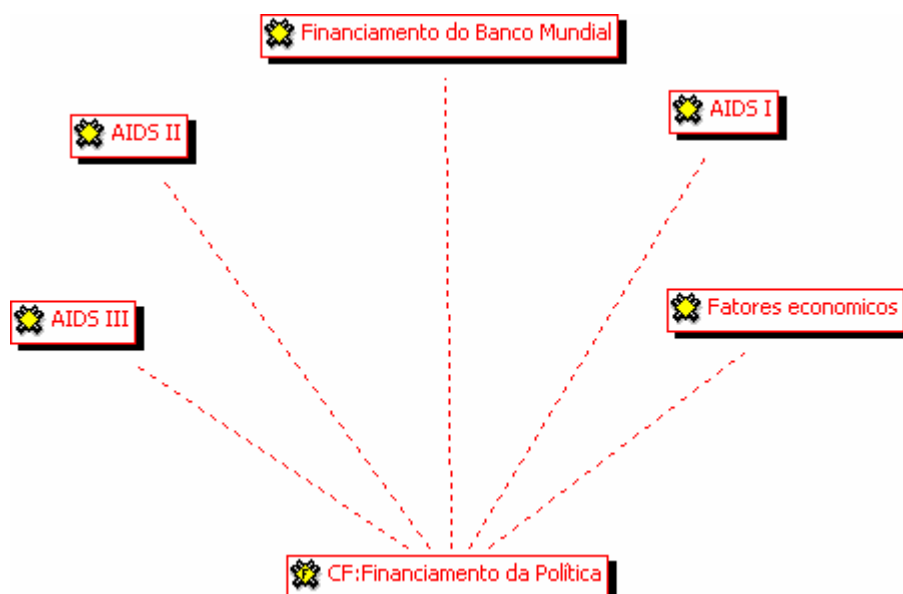 Financiamento do Banco Mundial
AIDS II
AIDS I
AIDS III
Fatores economicos
CF:Financiamento da Política